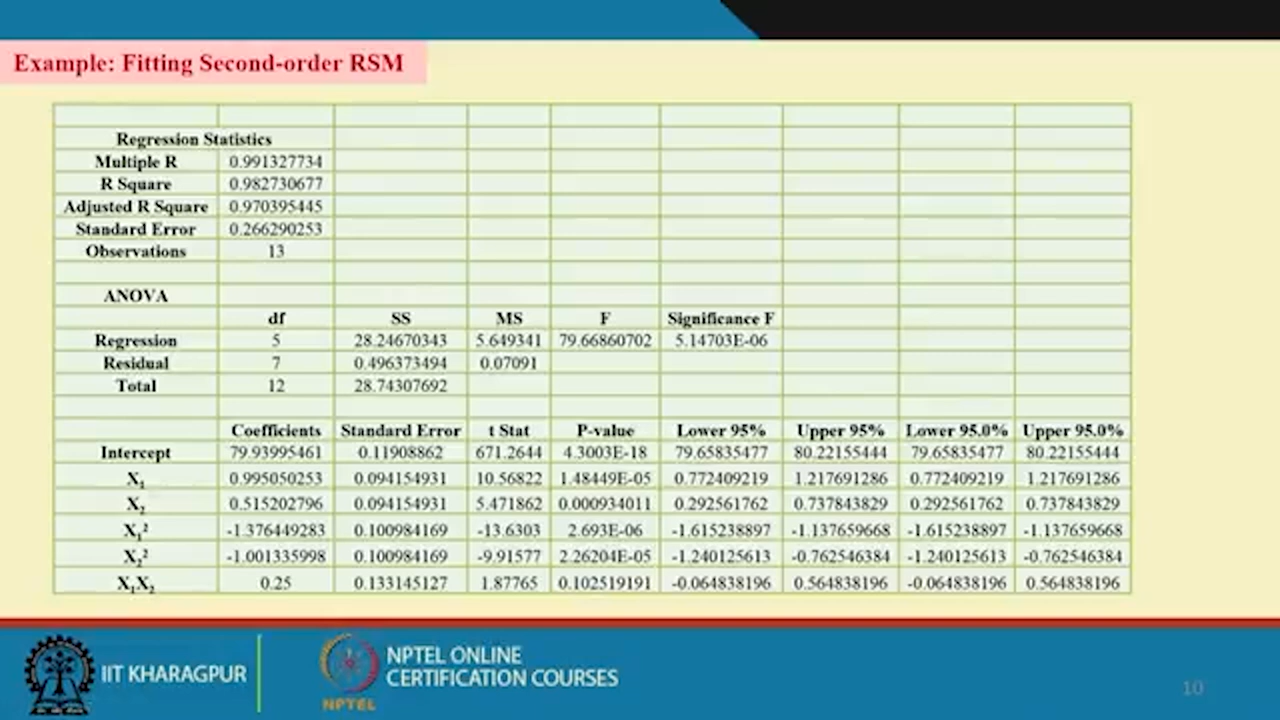 Example: Fitting Second-order RSM
Regression Statistics
Multiple R 0.991327734
R Square 0.982730677
Adjusted R Square 0.970395445
Standard Error 0.266290253
Observations 13
ANOVA
df SS MS F Significance F
Regression 5 28.24670343 5.649341 79.66860702 5.14703E-06
Residual 7 0.496373494 0.07091
Total 12 28.74307692
Coefficients Standard Error t Stat P-value Lower 95% Upper 95% Lower 95.0% Upper 95.0%
Intercept 79.93995461 0.11908862 671.2644 4.3003E-18 79.65835477 80.22155444 79.65835477 80.22155444
X₁ 0.995050253 0.094154931 10.56822 1.48449E-05 0.772409219 1.217691286 0.772409219 1.217691286
X₂ 0.515202796 0.094154931 5.471862 0.000934011 0.292561762 0.737843829 0.292561762 0.737843829
X₁² -1.376449283 0.100984169 -13.6303 2.693E-06 -1.615238897 -1.137659668 -1.615238897 -1.137659668
X₂² -1.001335998 0.100984169 -9.91577 2.26204E-05 -1.240125613 -0.762546384 -1.240125613 -0.762546384
X₁X₂ 0.25 0.133145127 1.87765 0.102519191 -0.064838196 0.564838196 -0.064838196 0.564838196
IIT KHARAGPUR
NPTEL
NPTEL ONLINE
CERTIFICATION COURSES
10